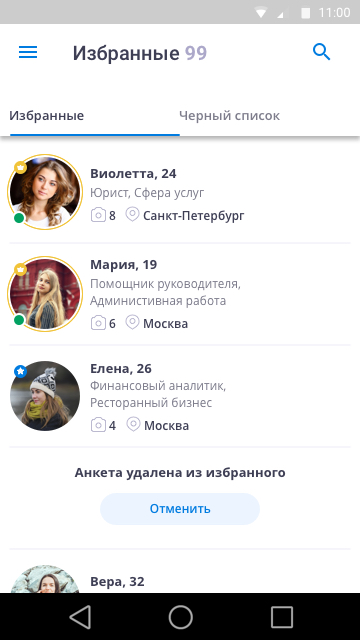 11:00
Избранные 99
Избранные
Черный список
Виолетта, 24
Юрист, Сфера услуг
8 Санкт-Петербург
Мария, 19
Помощник руководителя,
Администивная работа
6 Москва
Елена, 26
Финансовый аналитик,
Ресторанный бизнес
4 Москва
Анкета удалена из избранного
Отменить
Вера, 32